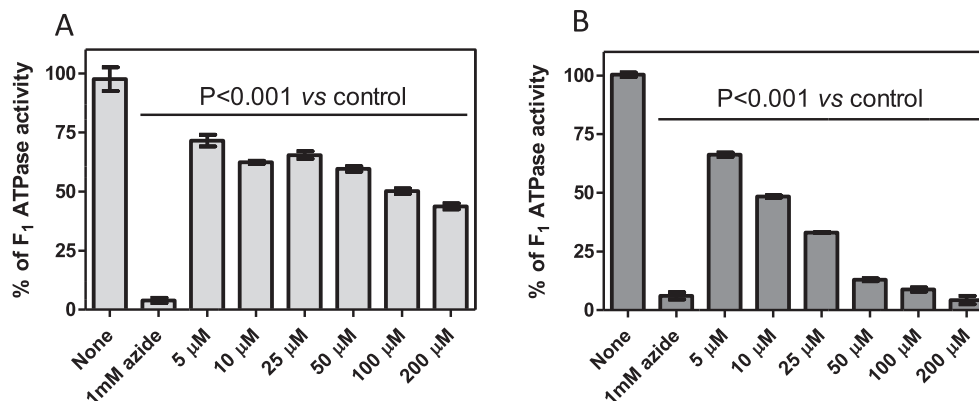 A
% of F1 ATPase activity
100
75
50
25
0
P<0.001 vs control
None
1mM azide
5 μM
10 μM
25 μM
50 μM
100 μM
200 μM
B
% of F1 ATPase activity
100
75
50
25
0
P<0.001 vs control
None
1mM azide
5 μM
10 μM
25 μM
50 μM
100 μM
200 μM